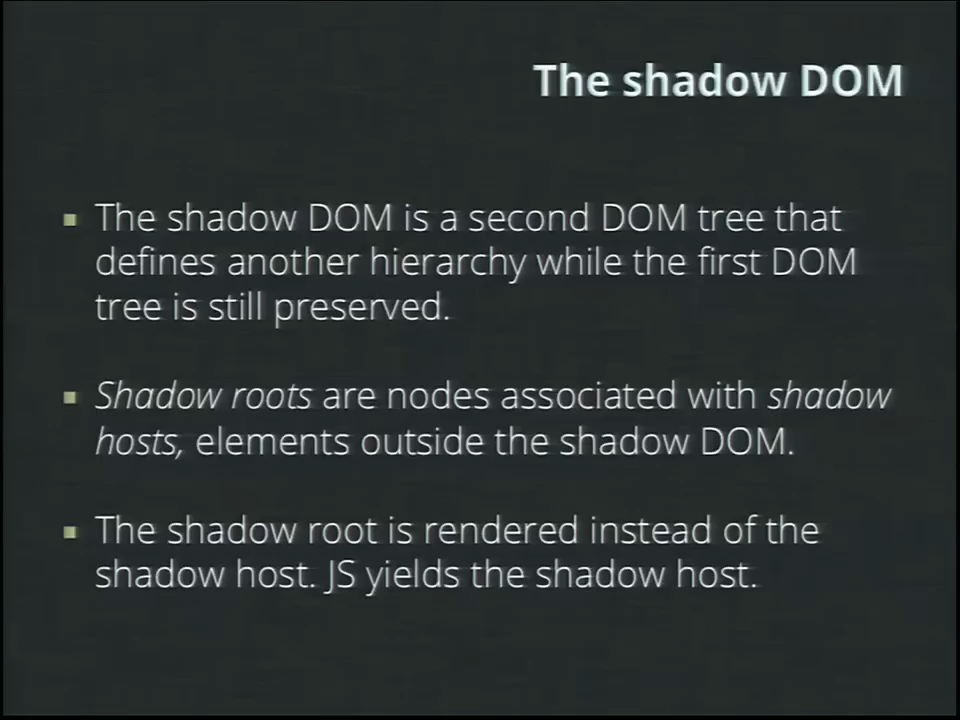 The shadow DOM
The shadow DOM is a second DOM tree that
defines another hierarchy while the first DOM
tree is still preserved.
Shadow roots are nodes associated with shadow
hosts, elements outside the shadow DOM.
The shadow root is rendered instead of the
shadow host. JS yields the shadow host.